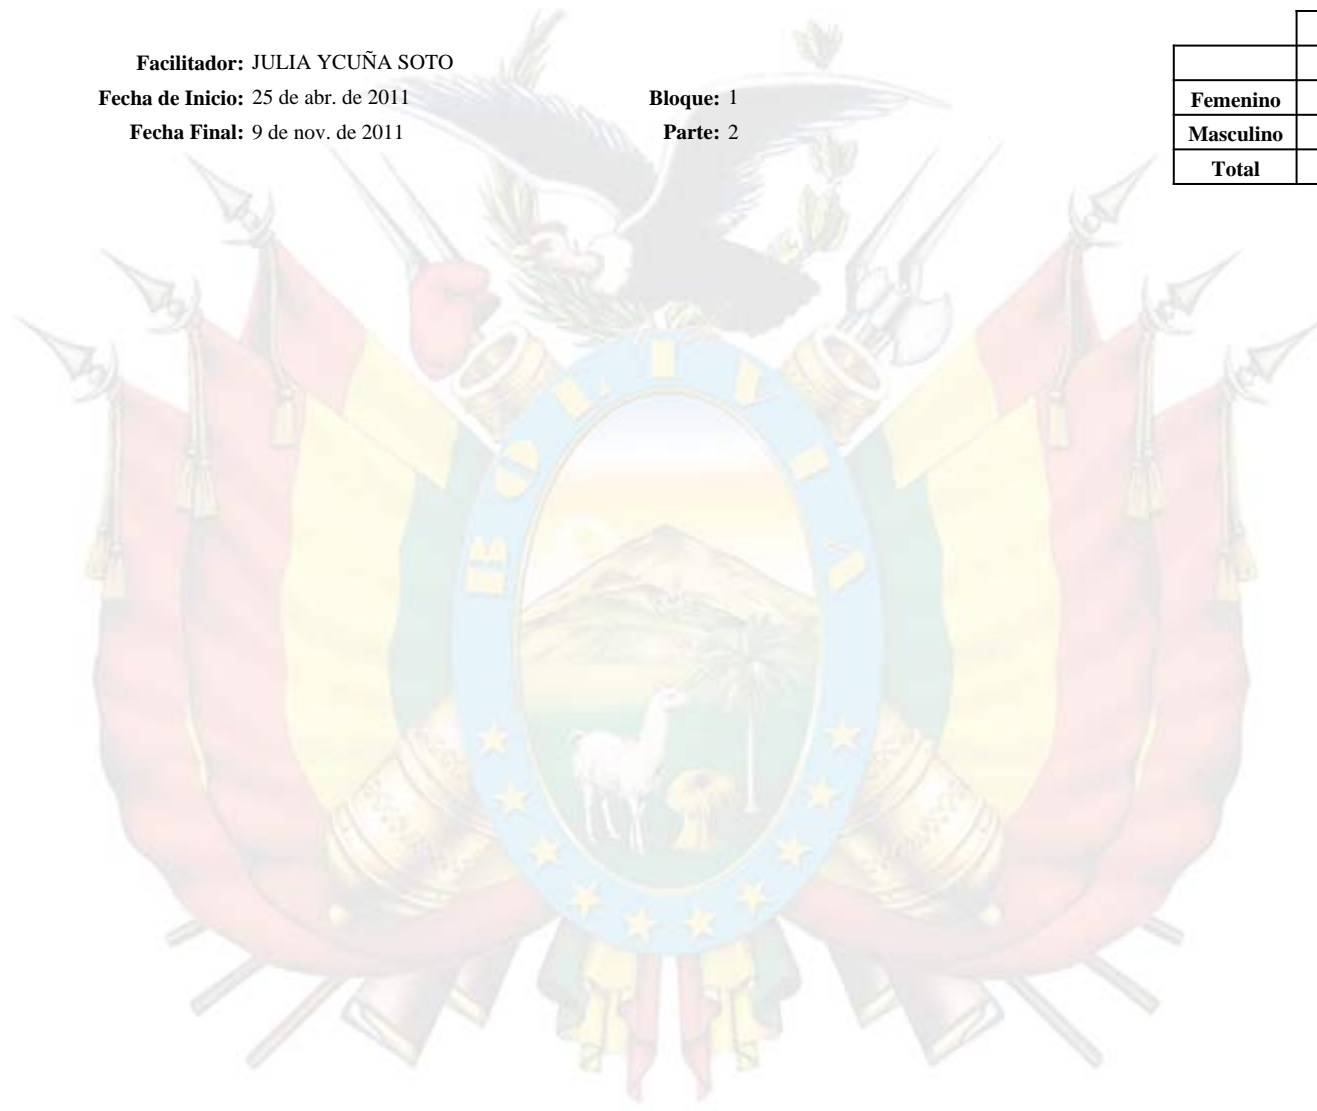 Facilitador: JULIA YCUÑA SOTO
Fecha de Inicio: 25 de abr. de 2011 Bloque: 1
Fecha Final: 9 de nov. de 2011 Parte: 2
Femenino
Masculino
Total
BOLIVIA